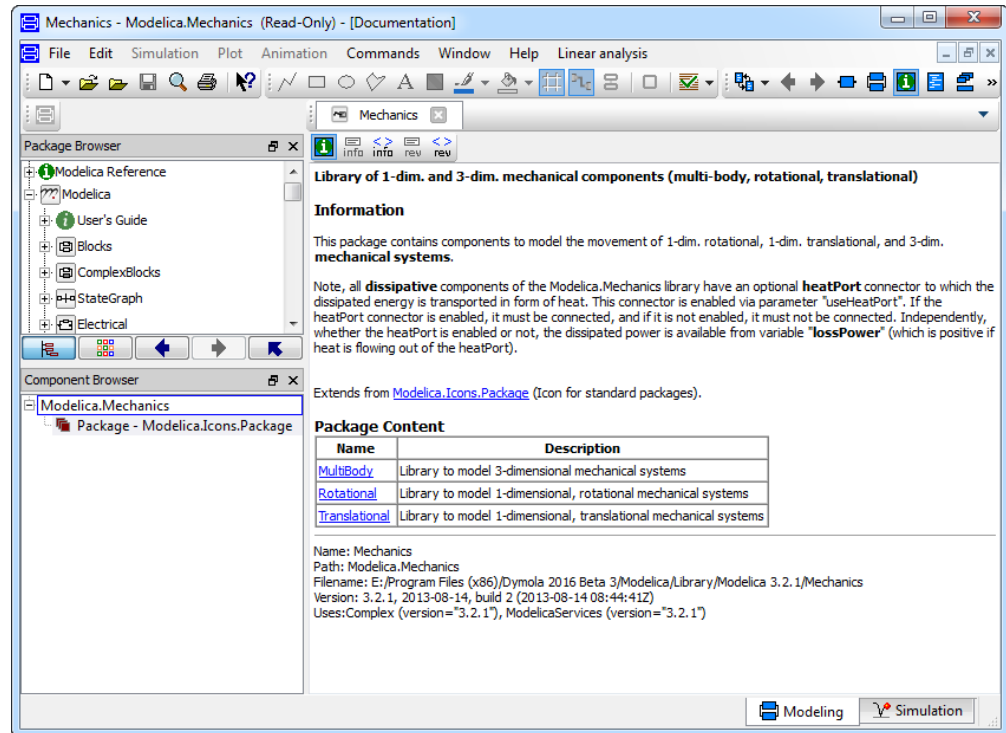 Mechanics - Modelica.Mechanics (Read-Only) - [Documentation]
File Edit Simulation Plot Animation Commands Window Help Linear analysis
A
Mechanics
Package Browser
info info rev rev
Modelica Reference
Modelica
User's Guide
Blocks
ComplexBlocks
StateGraph
Electrical
Component Browser
Modelica.Mechanics
Package - Modelica.Icons.Package
Library of 1-dim. and 3-dim. mechanical components (multi-body, rotational, translational)
Information
This package contains components to model the movement of 1-dim. rotational, 1-dim. translational, and 3-dim.
mechanical systems.
Note, all dissipative components of the Modelica.Mechanics library have an optional heatPort connector to which the
dissipated energy is transported in form of heat. This connector is enabled via parameter "useHeatPort". If the
heatPort connector is enabled, it must be connected, and if it is not enabled, it must not be connected. Independently,
whether the heatPort is enabled or not, the dissipated power is available from variable "lossPower" (which is positive if
heat is flowing out of the heatPort).
Extends from Modelica.Icons.Package (Icon for standard packages).
Package Content
Name Description
MultiBody Library to model 3-dimensional mechanical systems
Rotational Library to model 1-dimensional, rotational mechanical systems
Translational Library to model 1-dimensional, translational mechanical systems
Name: Mechanics
Path: Modelica.Mechanics
Filename: E:/Program Files (x86)/Dymola 2016 Beta 3/Modelica/Library/Modelica 3.2.1/Mechanics
Version: 3.2.1, 2013-08-14, build 2 (2013-08-14 08:44:41Z)
Uses:Complex (version="3.2.1"), ModelicaServices (version="3.2.1")
Modeling Simulation